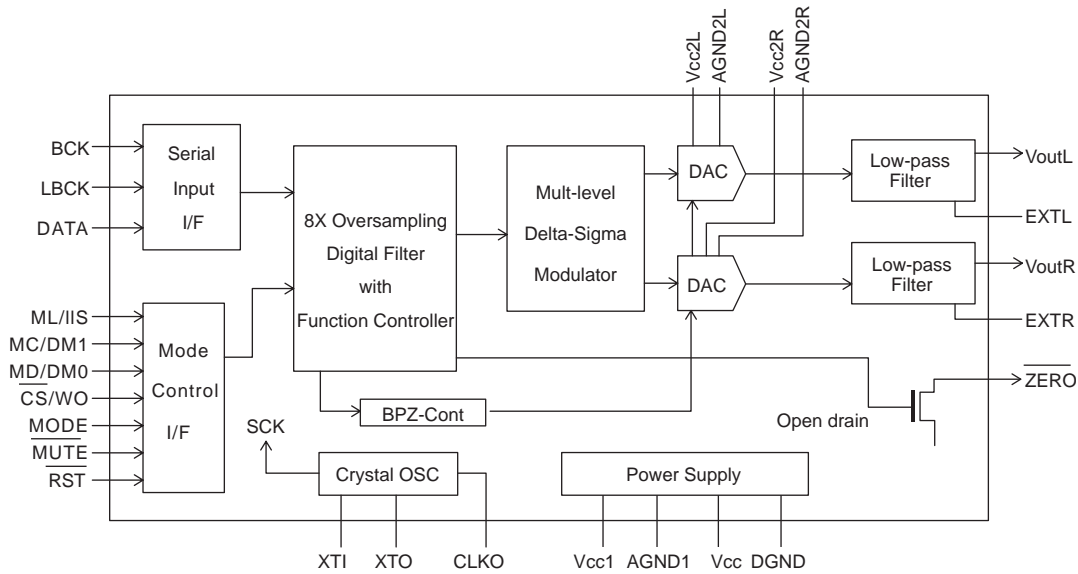 Vcc2L
AGND2L
Vcc2R
AGND2R
BCK
LBCK
DATA
Serial
Input
I/F
8X Oversampling
Digital Filter
with
Function Controller
Mult-level
Delta-Sigma
Modulator
DAC
DAC
Low-pass
Filter
VoutL
EXTL
Low-pass
Filter
VoutR
EXTR
ML/IIS
MC/DM1
MD/DM0
CS/WO
MODE
MUTE
RST
Mode
Control
I/F
BPZ-Cont
SCK
Crystal OSC
Power Supply
Open drain
ZERO
XTI
XTO
CLKO
Vcc1
AGND1
Vcc
DGND